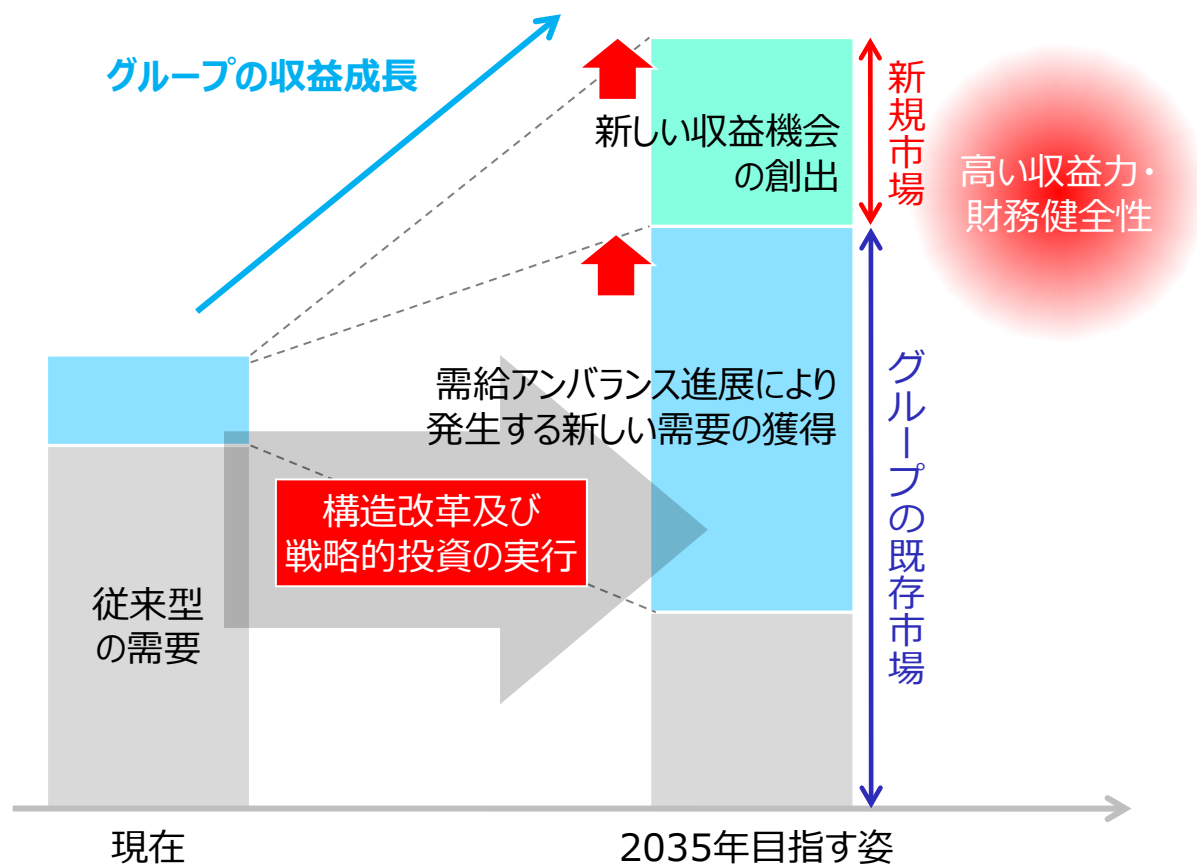 グループの収益成長
新しい収益機会
の創出
新規市場
高い収益力・
財務健全性
需給アンバランス進展により
発生する新しい需要の獲得
グループの既存市場
構造改革及び
戦略的投資の実行
従来型
の需要
現在
2035年目指す姿